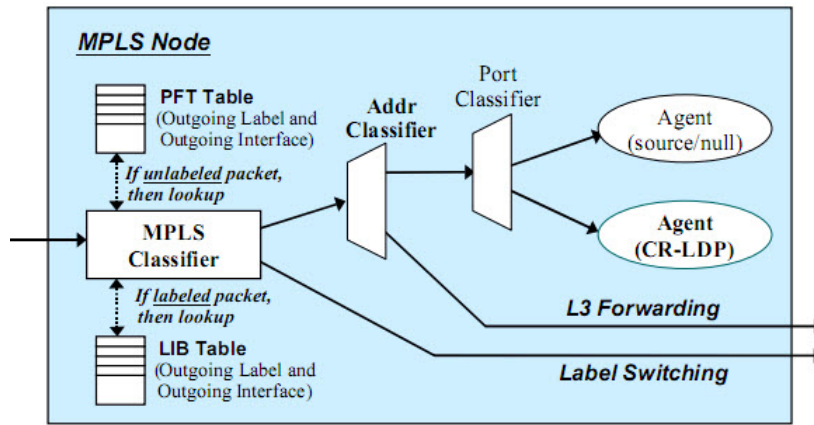 MPLS Node
PFT Table
(Outgoing Label and
Outgoing Interface)
If unlabeled packet,
then lookup
MPLS
Classifier
If labeled packet,
then lookup
LIB Table
(Outgoing Label and
Outgoing Interface)
Addr
Classifier
Port
Classifier
Agent
(source/null)
Agent
(CR-LDP)
L3 Forwarding
Label Switching